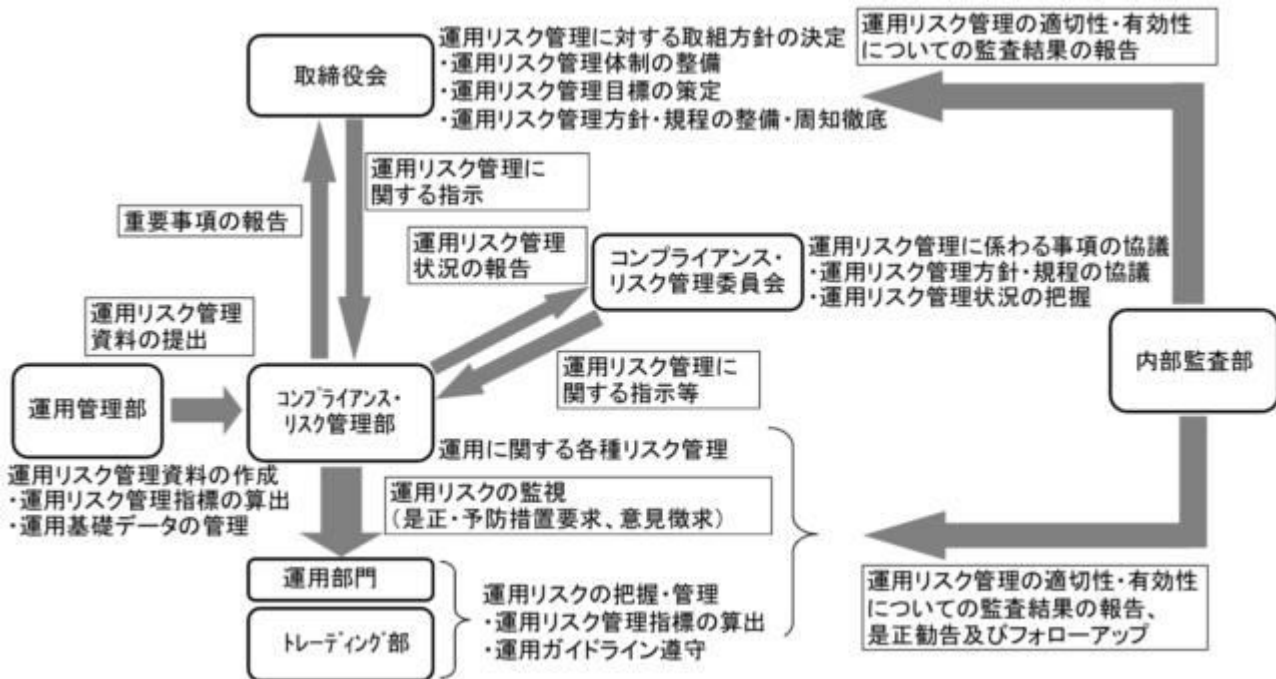 取締役会
運用リスク管理に対する取組方針の決定
・運用リスク管理体制の整備
・運用リスク管理目標の策定
・運用リスク管理方針・規程の整備・周知徹底
運用リスク管理の適切性・有効性
についての監査結果の報告
運用リスク管理に
関する指示
重要事項の報告
運用リスク管理
状況の報告
コンプライアンス・
リスク管理委員会
運用リスク管理に係わる事項の協議
・運用リスク管理方針・規程の協議
・運用リスク管理状況の把握
運用リスク管理
資料の提出
運用リスク管理に
関する指示等
内部監査部
運用管理部
コンプライアンス・
リスク管理部
運用に関する各種リスク管理
運用リスク管理資料の作成
・運用リスク管理指標の算出
・運用基礎データの管理
運用リスクの監視
（是正・予防措置要求、意見徴求）
運用部門
トレーディング部
運用リスクの把握・管理
・運用リスク管理指標の算出
・運用ガイドライン遵守
運用リスク管理の適切性・有効性
についての監査結果の報告、
是正勧告及びフォローアップ